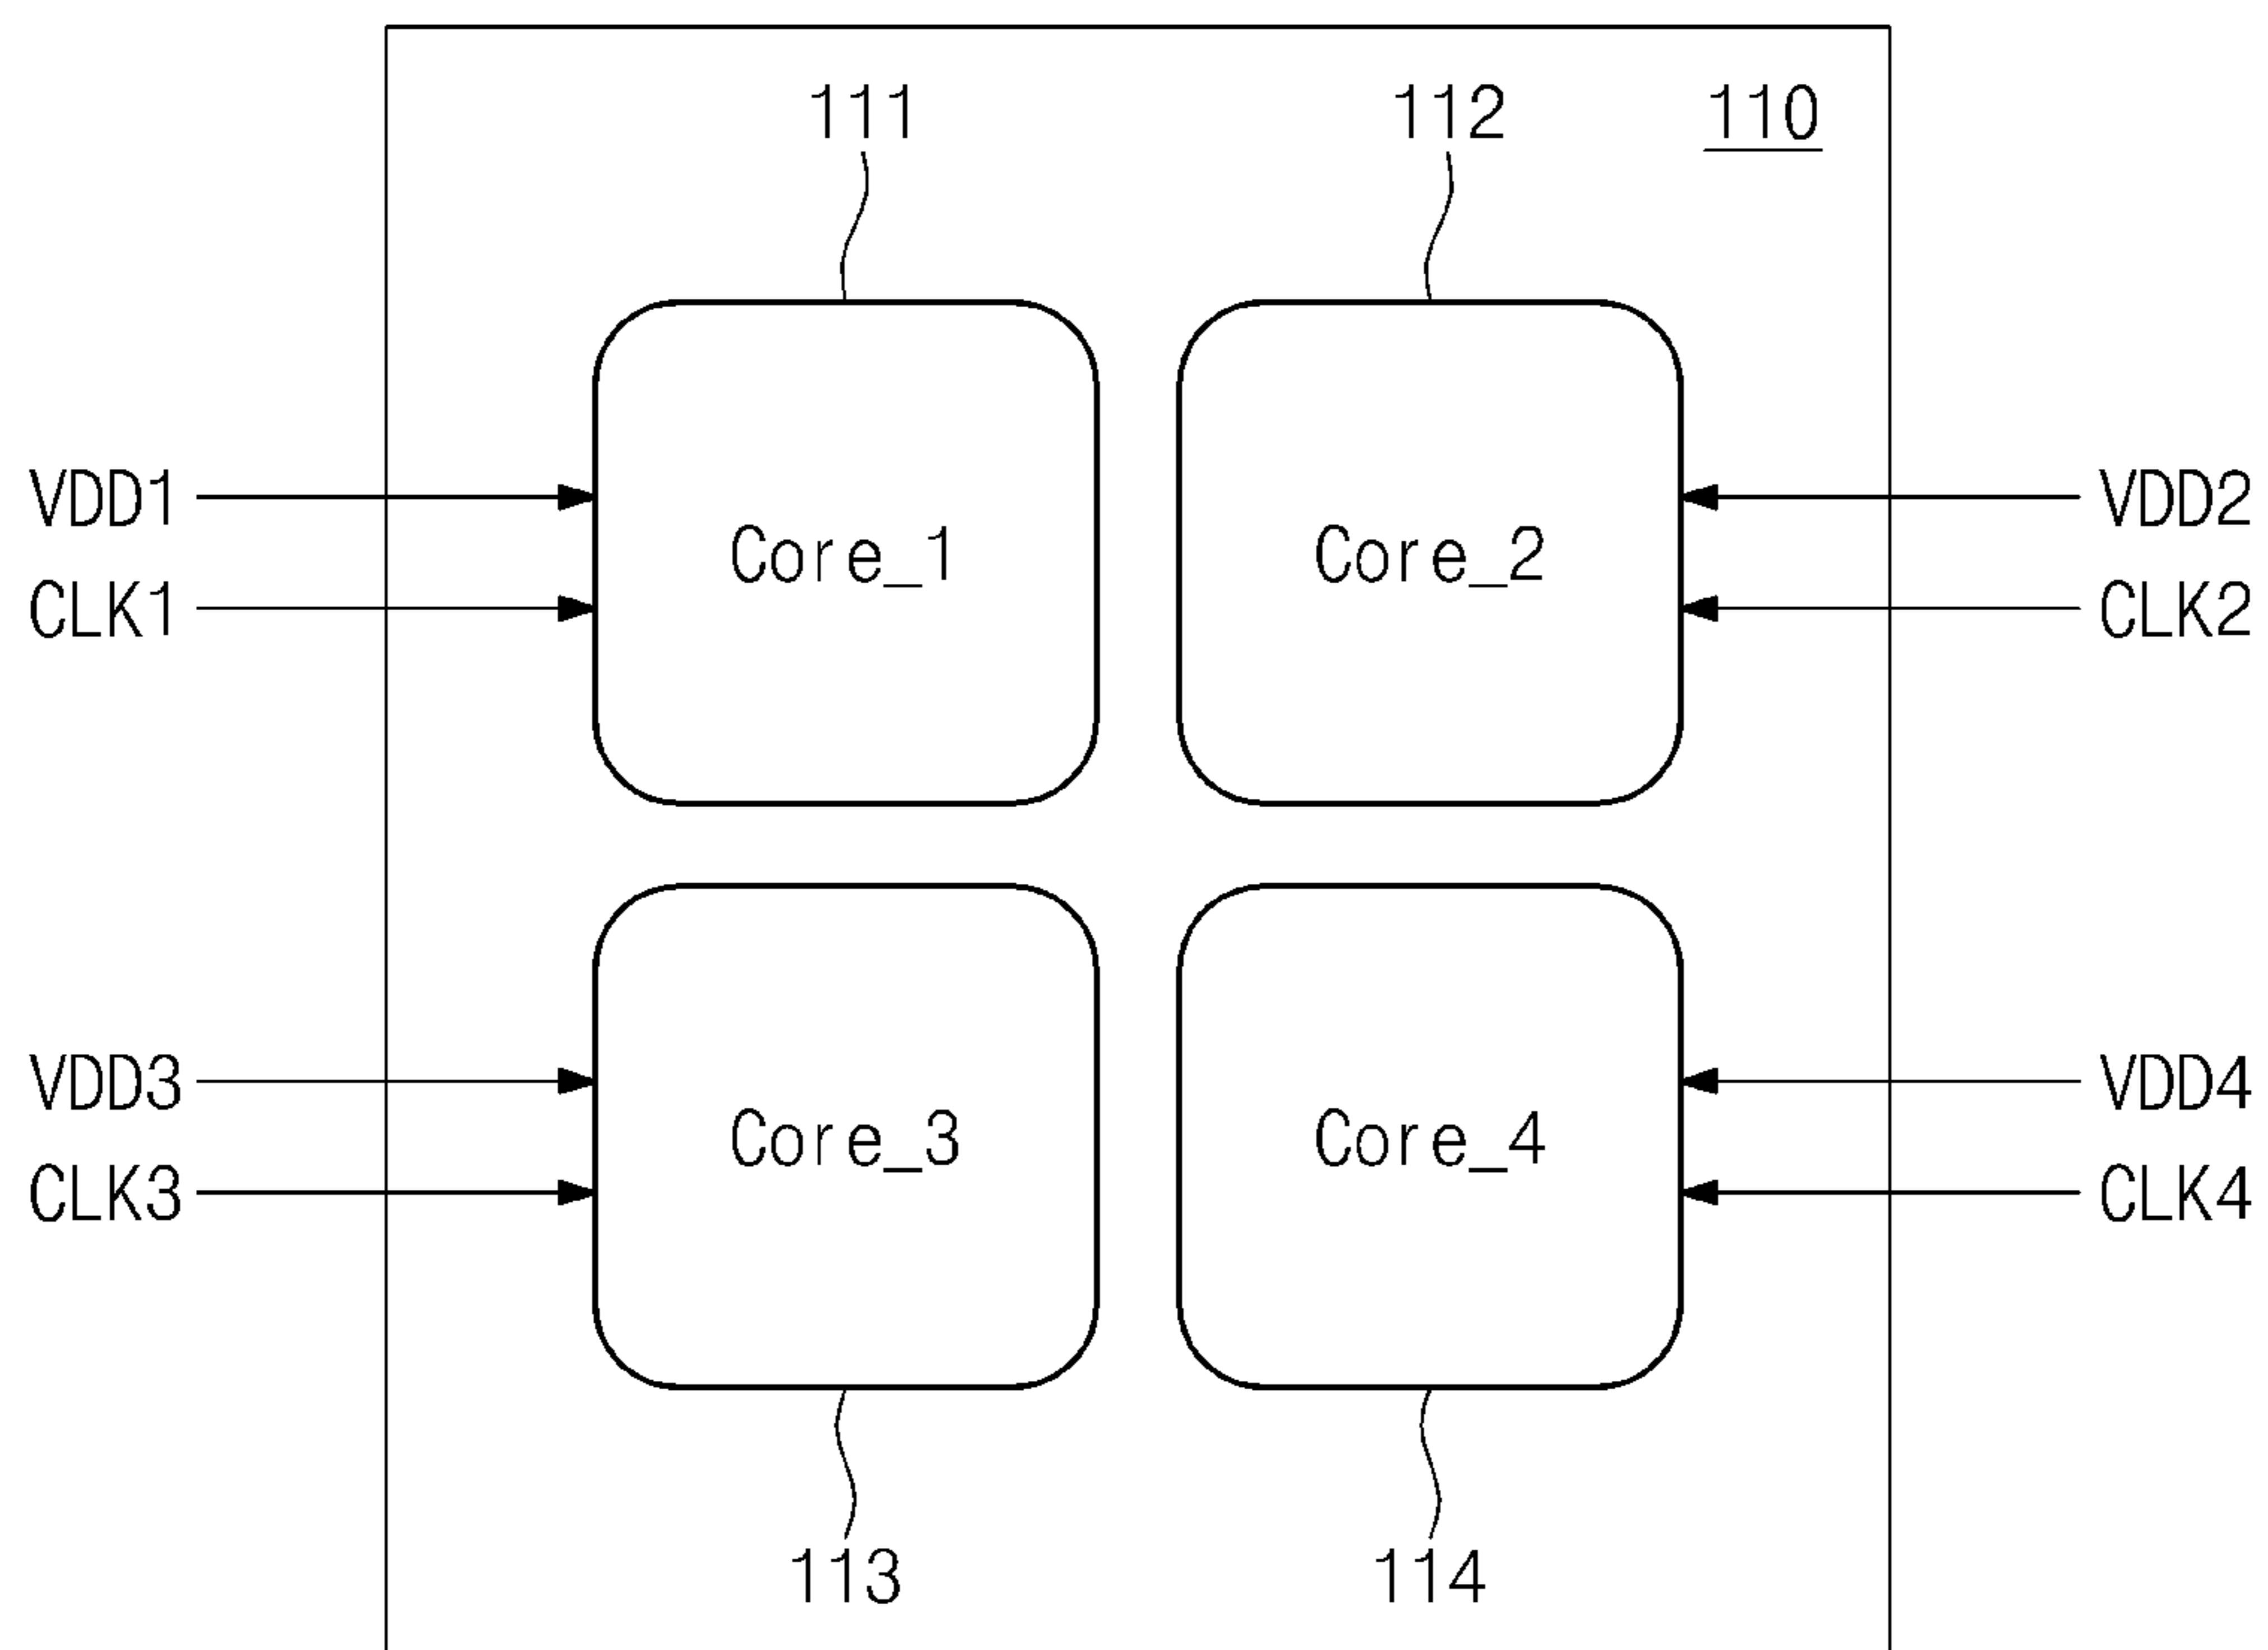 111 112 110
VDD1 VDD2
Core_1 Core_2
CLK1 CLK2
VDD3 VDD4
Core_3 Core_4
CLK3 CLK4
113 114